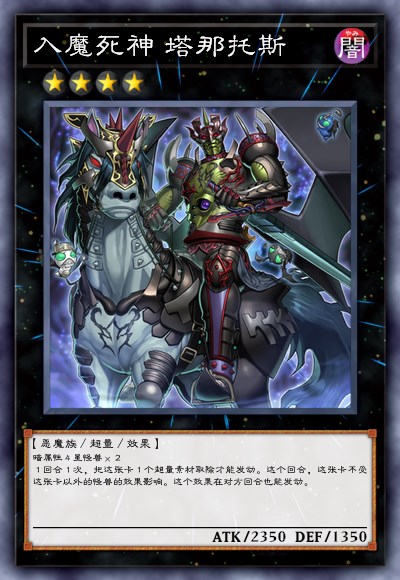 入魔死神 塔那托斯
やみ
闇
【恶魔族／超量／效果】
暗属性４星怪兽×２
１回合１次，把这张卡１个超量素材取除才能发动。这个回合，这张卡不受
这张卡以外的怪兽的效果影响。这个效果在对方回合也能发动。
ATK/2350 DEF/1350